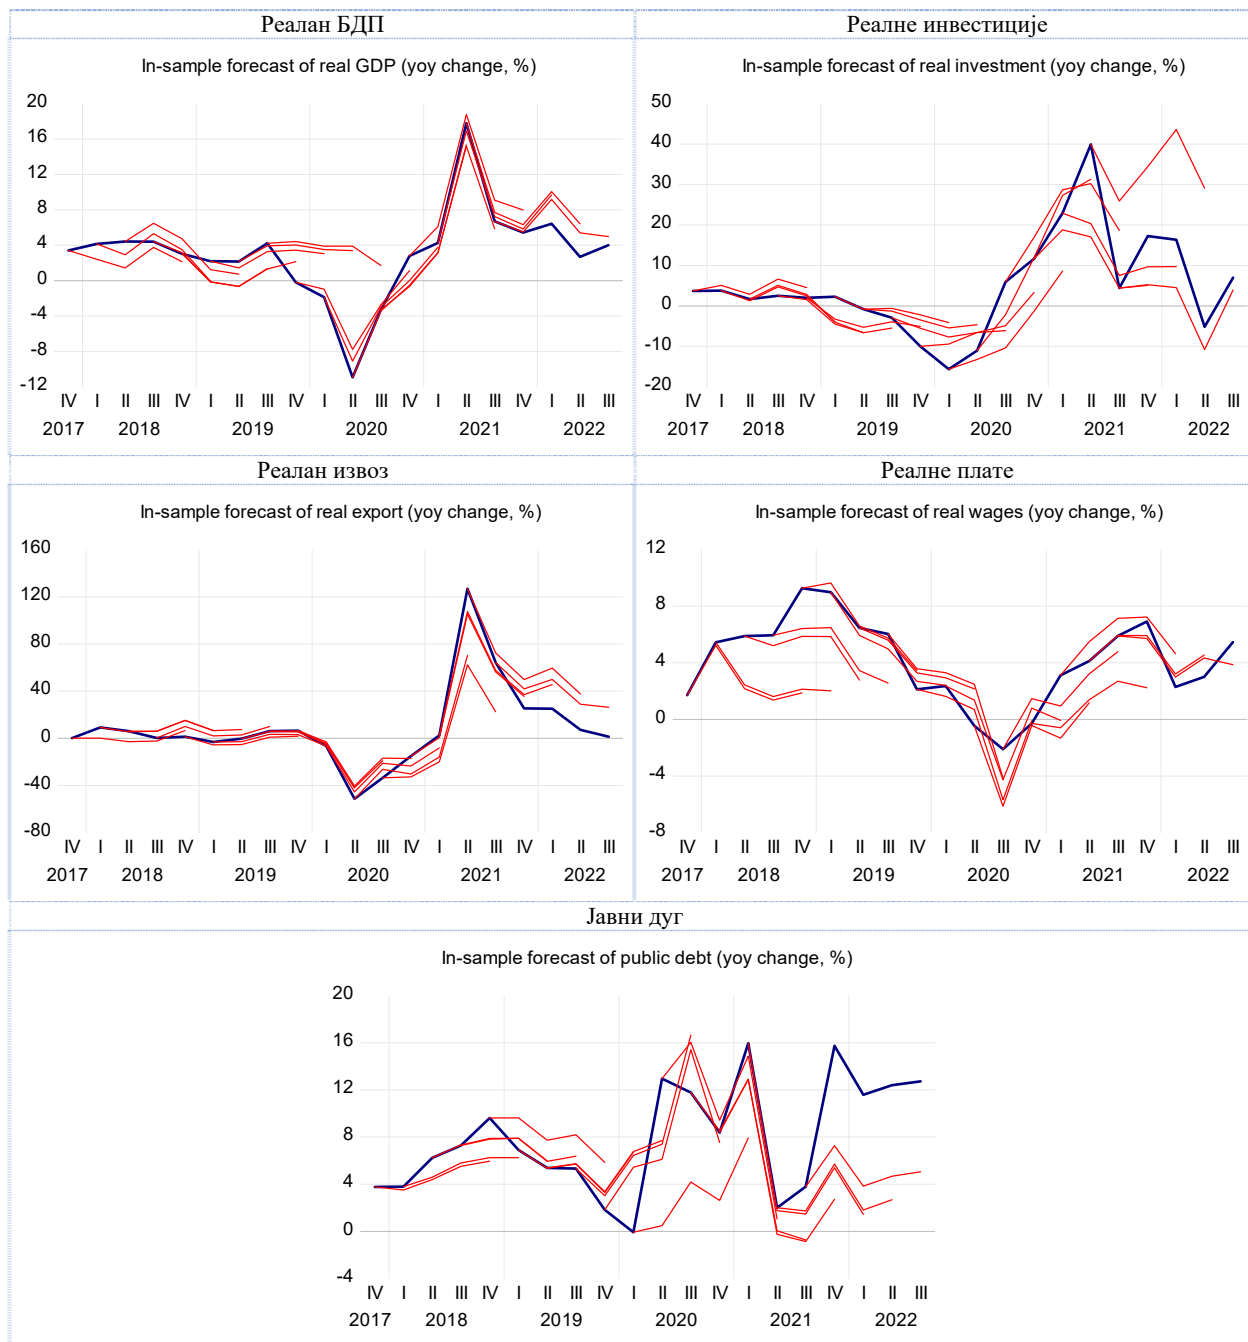 Реалан БДП
Реалне инвестиције
In-sample forecast of real GDP (yoy change, %)
20
16
12
8
4
0
-4
-8
-12
IV I II III IV I II III IV I II III IV I II III IV I II III
2017 2018 2019 2020 2021 2022
In-sample forecast of real investment (yoy change, %)
50
40
30
20
10
0
-10
-20
IV I II III IV I II III IV I II III IV I II III IV I II III
2017 2018 2019 2020 2021 2022
Реалан извоз
Реалне плате
In-sample forecast of real export (yoy change, %)
160
120
80
40
0
-40
-80
IV I II III IV I II III IV I II III IV I II III IV I II III
2017 2018 2019 2020 2021 2022
In-sample forecast of real wages (yoy change, %)
12
8
4
0
-4
-8
IV I II III IV I II III IV I II III IV I II III IV I II III
2017 2018 2019 2020 2021 2022
Јавни дуг
In-sample forecast of public debt (yoy change, %)
20
16
12
8
4
0
-4
IV I II III IV I II III IV I II III IV I II III IV I II III
2017 2018 2019 2020 2021 2022